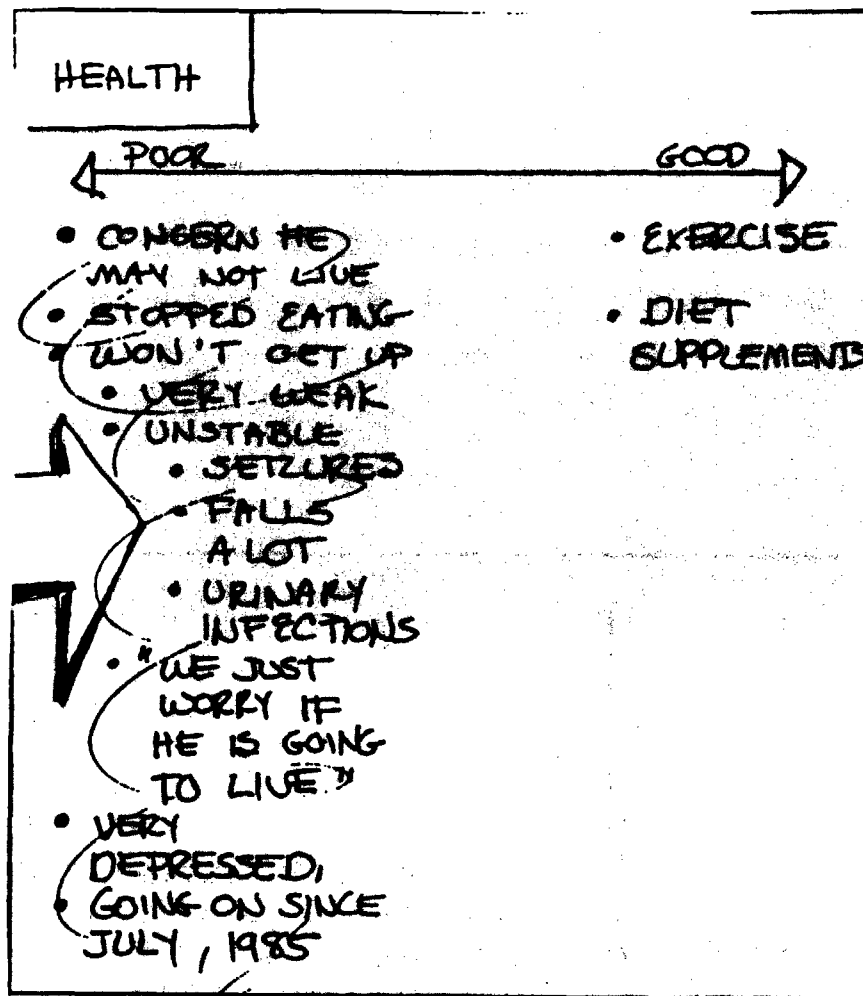 HEALTH
POOR
GOOD
• CONCERN HE
MAY NOT LIVE
• STOPPED EATING
• WON'T GET UP
• VERY WEAK
• UNSTABLE
• SEIZURES
• FALLS
A LOT
• URINARY
INFECTIONS
• "WE JUST
WORRY IF
HE IS GOING
TO LIVE"
• VERY
DEPRESSED,
• GOING ON SINCE
JULY, 1985
• EXERCISE
• DIET
SUPPLEMENTS